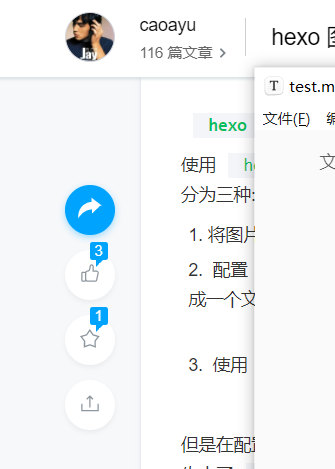 caoayu
116 篇文章 >
hexo 图
Jay
T test.m
文件(F) 编
文
hexo
使用 he
分为三种:
3
1. 将图片
2. 配置
成一个文
1
3. 使用
但是在配置